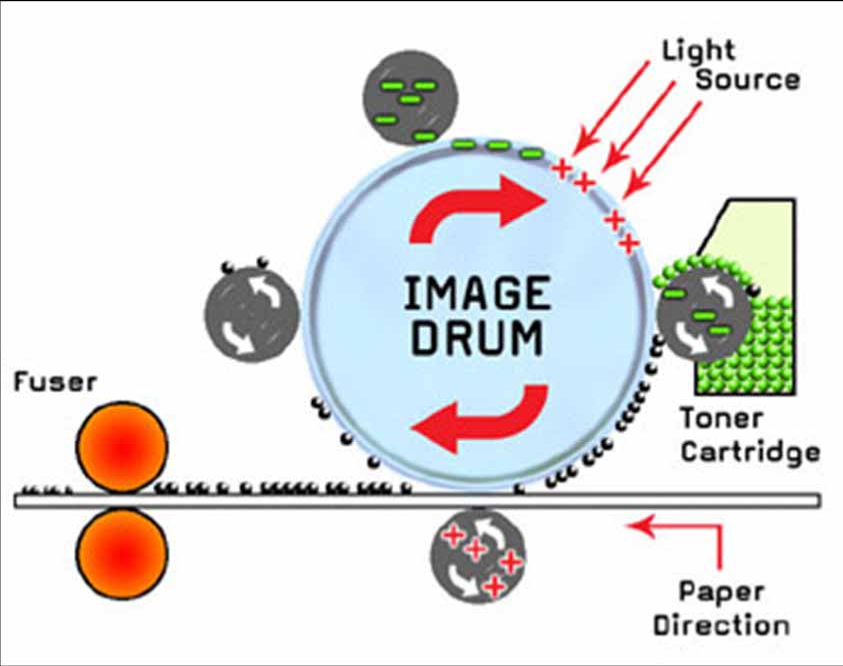 Light
Source
IMAGE
DRUM
Fuser
Toner
Cartridge
Paper
Direction